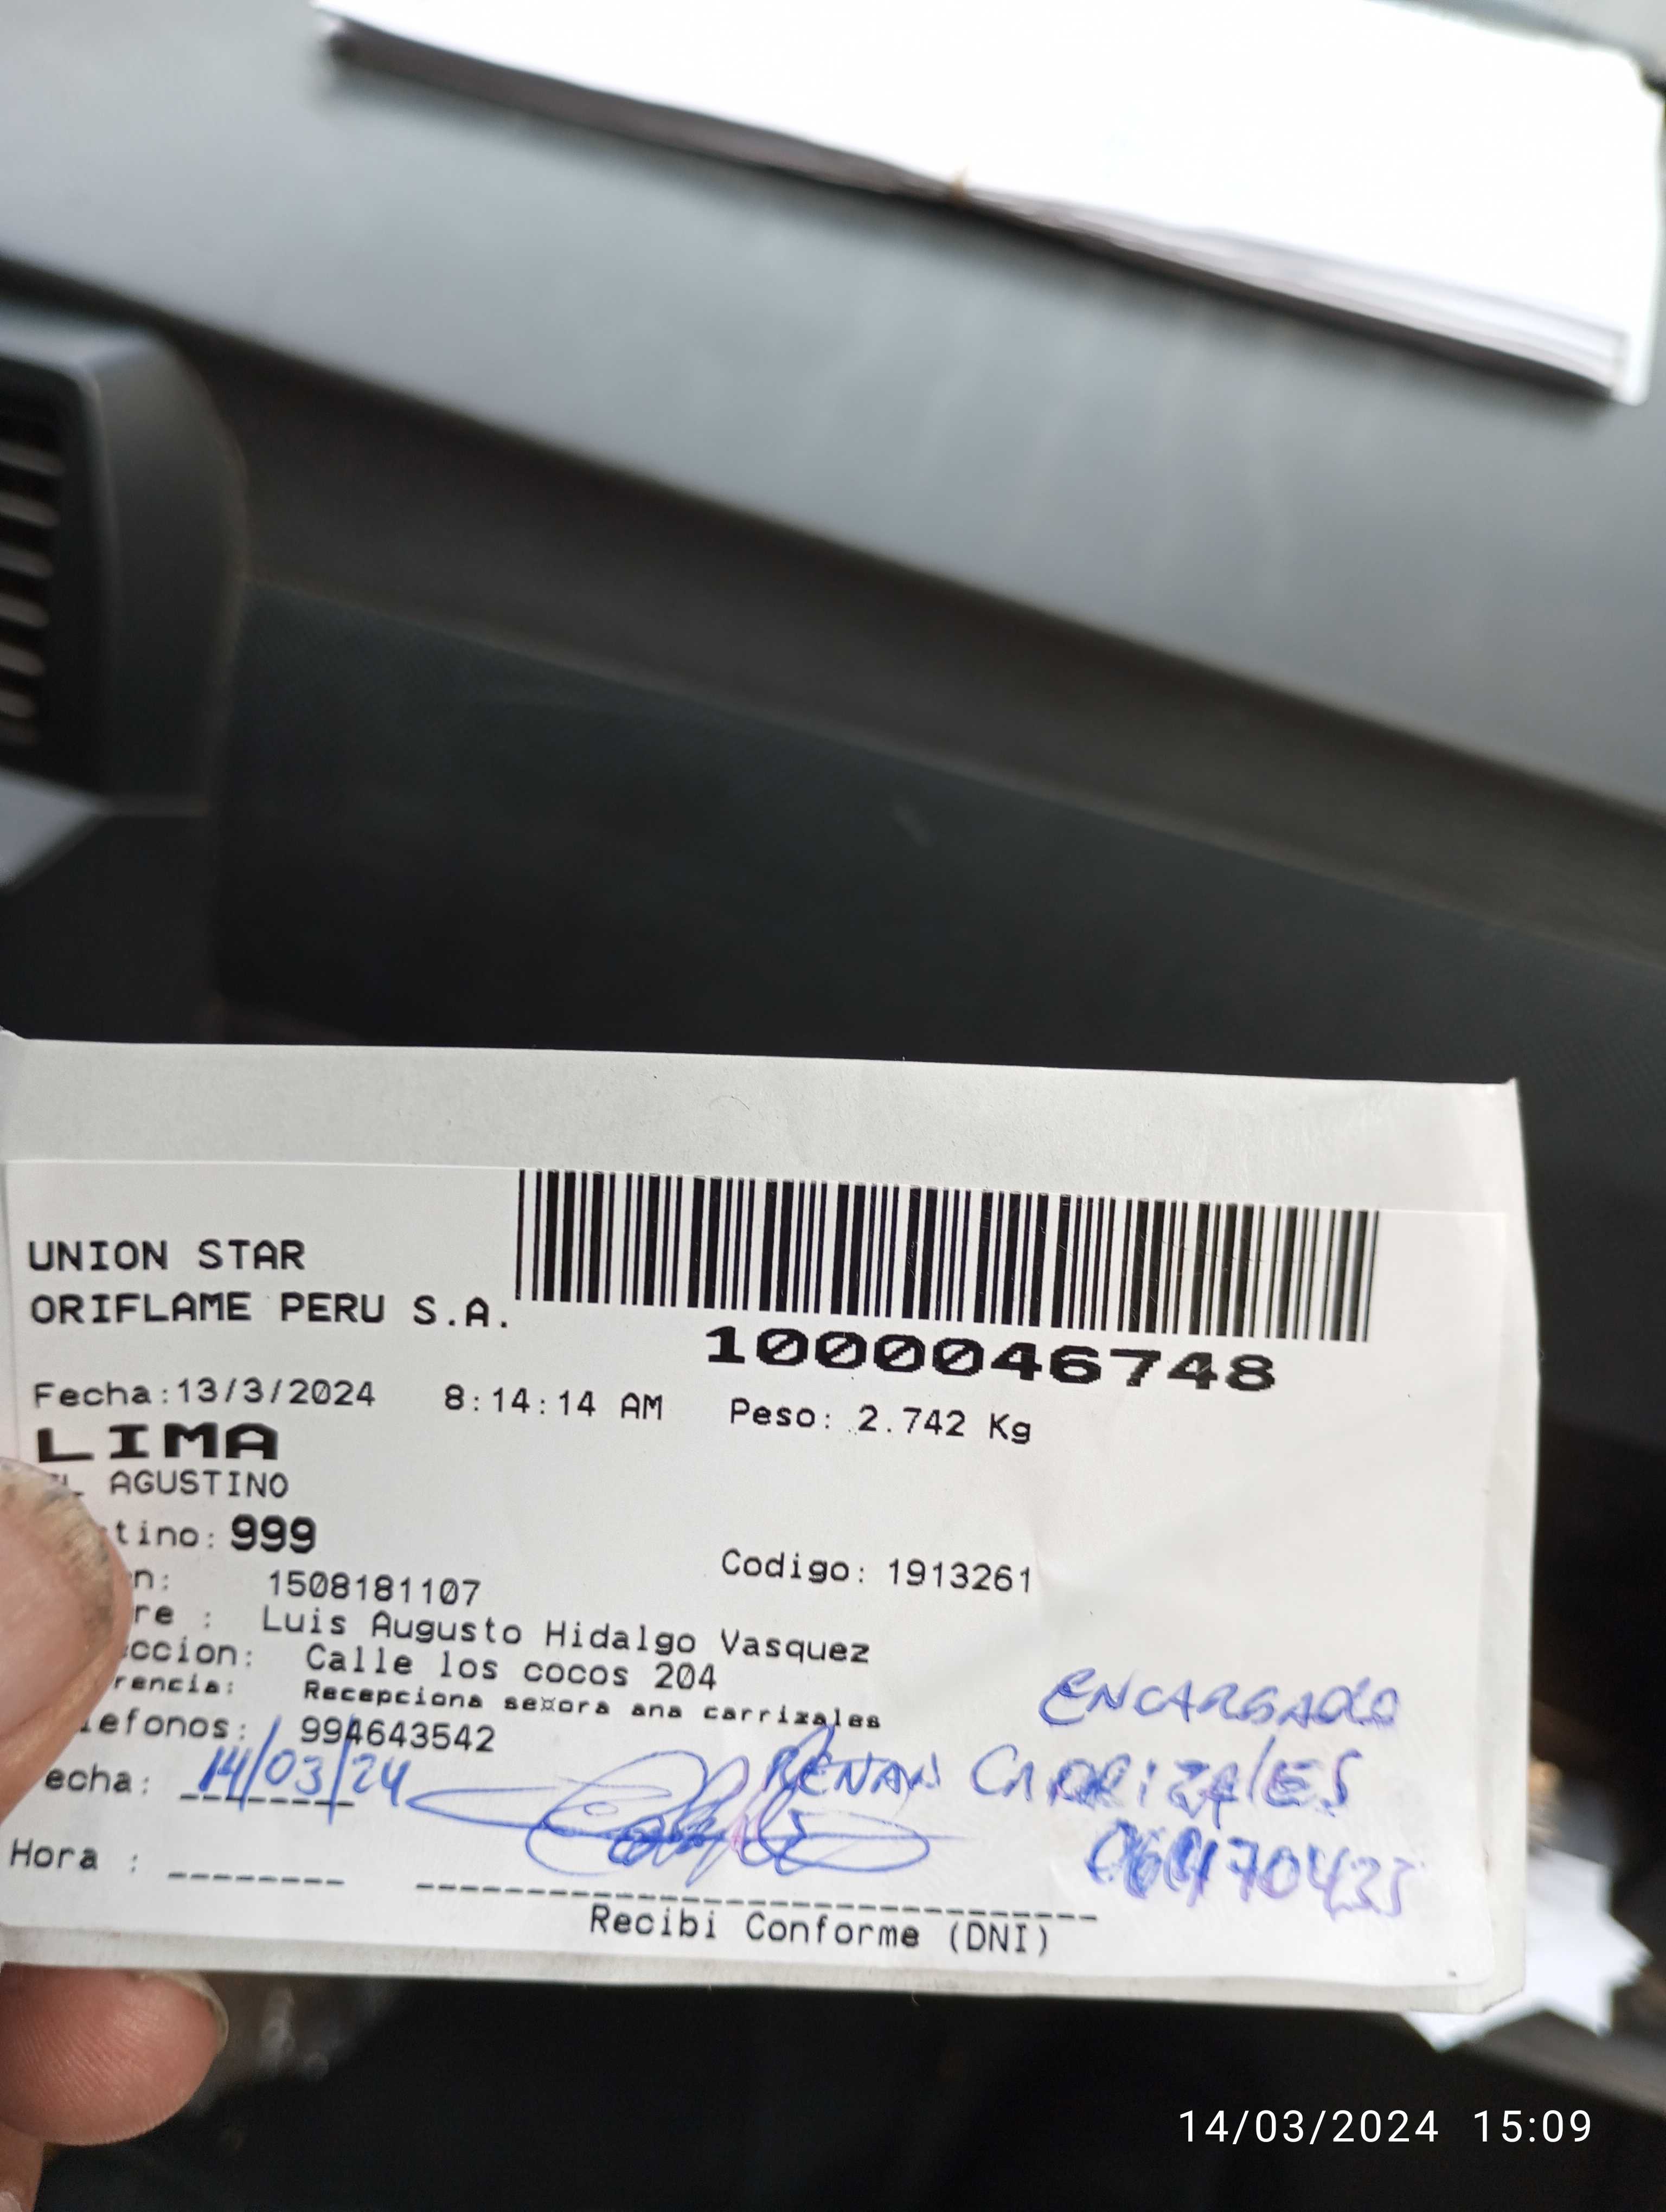 UNION STAR
ORIFLAME PERU S.A.
1000046748
Fecha:13/3/2024 8:14:14 AM Peso: 2.742 Kg
LIMA
L AGUSTINO
tino: 999
Codigo: 1913261
n: 1508181107
re : Luis Augusto Hidalgo Vasquez
ccion: Calle los cocos 204
rencia: Recepciona se¤ora ana carrizales
lefonos: 994643542
ENCARGADO
echa: 14/03/24
RENAN CARRIZALES
Hora :
Recibi Conforme (DNI)
14/03/2024 15:09